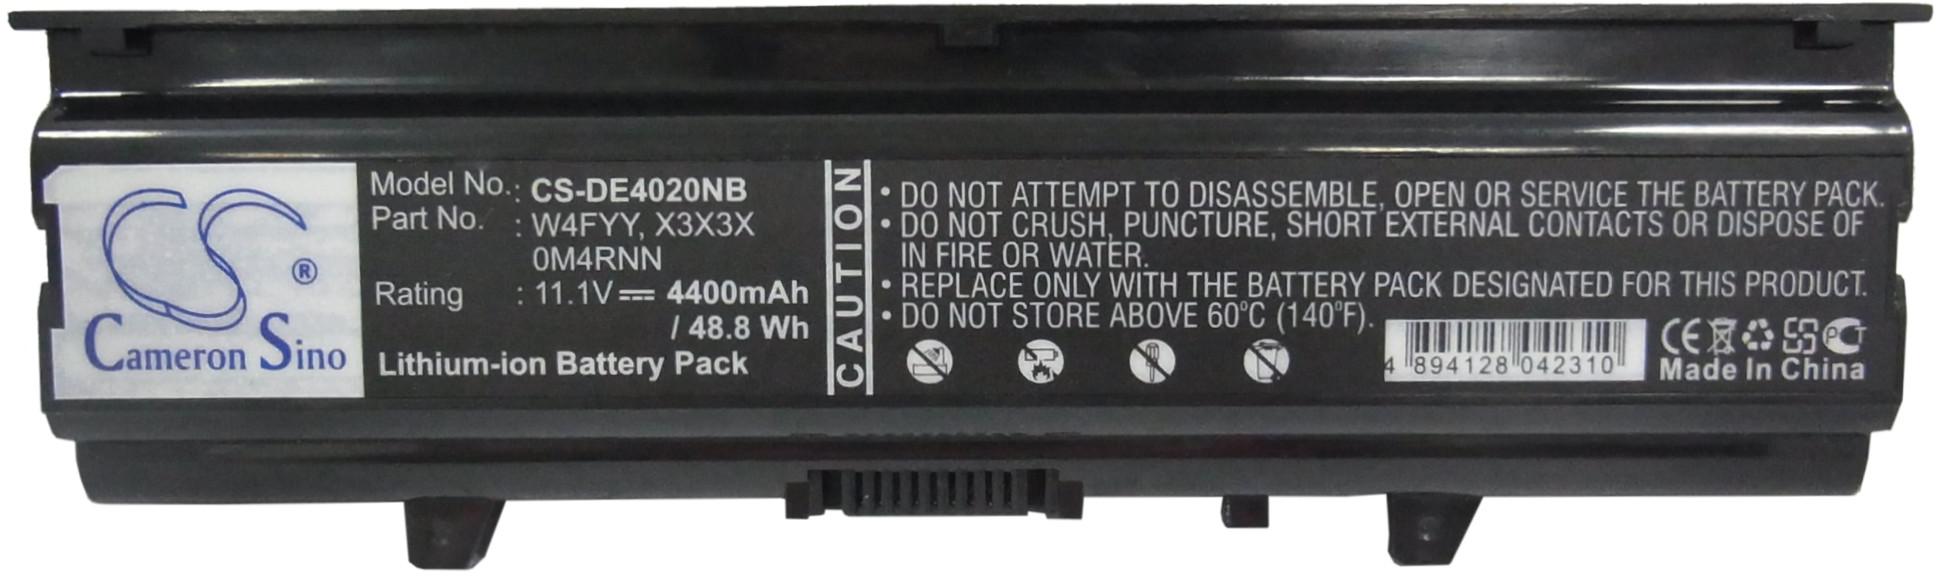 CS ®
Cameron Sino
Model No.: CS-DE4020NB
Part No. : W4FYY, X3X3X
0M4RNN
Rating : 11.1V 4400mAh
/ 48.8 Wh
Lithium-ion Battery Pack
CAUTION
• DO NOT ATTEMPT TO DISASSEMBLE, OPEN OR SERVICE THE BATTERY PACK.
• DO NOT CRUSH, PUNCTURE, SHORT EXTERNAL CONTACTS OR DISPOSE OF
IN FIRE OR WATER.
• REPLACE ONLY WITH THE BATTERY PACK DESIGNATED FOR THIS PRODUCT.
• DO NOT STORE ABOVE 60°C (140°F).
4 894128 042310
CE PCT
Made In China